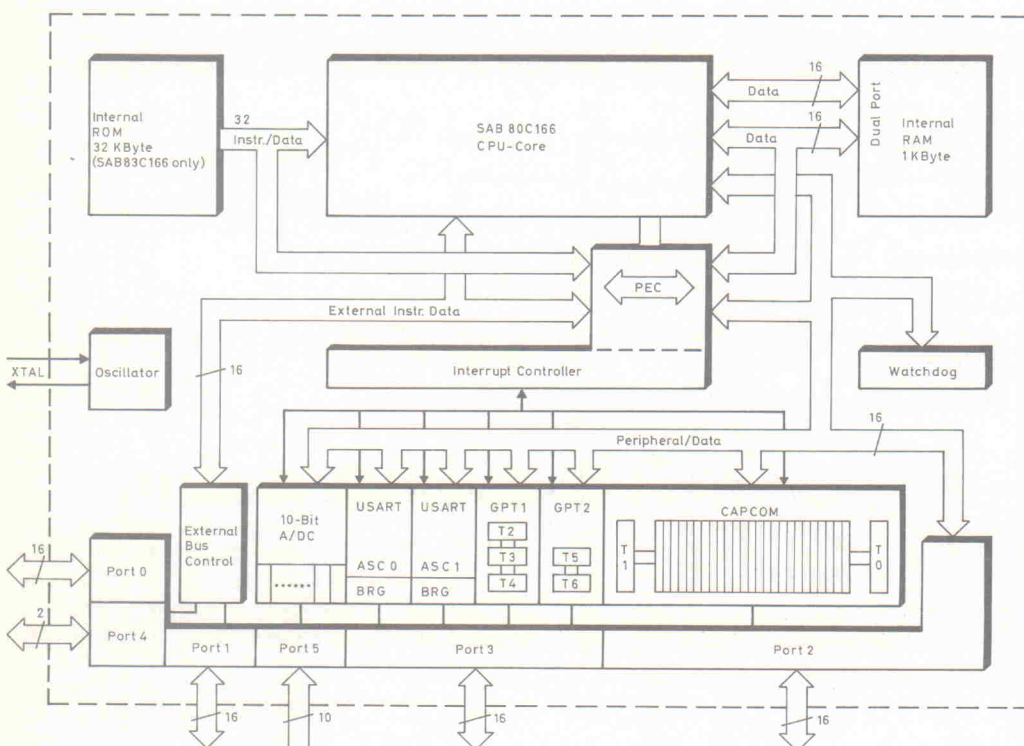 Internal
ROM
32 KByte
(SAB83C166 only)
32
Instr./Data
SAB 80C166
CPU-Core
16
Data
16
Data
Dual Port
Internal
RAM
1KByte
PEC
External Instr. Data
16
XTAL
Oscillator
Interrupt Controller
Watchdog
Peripheral/Data
16
External
Bus
Control
10-Bit
A/DC
USART
ASC 0
BRG
USART
ASC 1
BRG
GPT1
T2
T3
T4
GPT2
T5
T6
CAPCOM
T
1
T
0
16
Port 0
2
Port 4
Port 1
Port 5
Port 3
Port 2
16
10
16
16